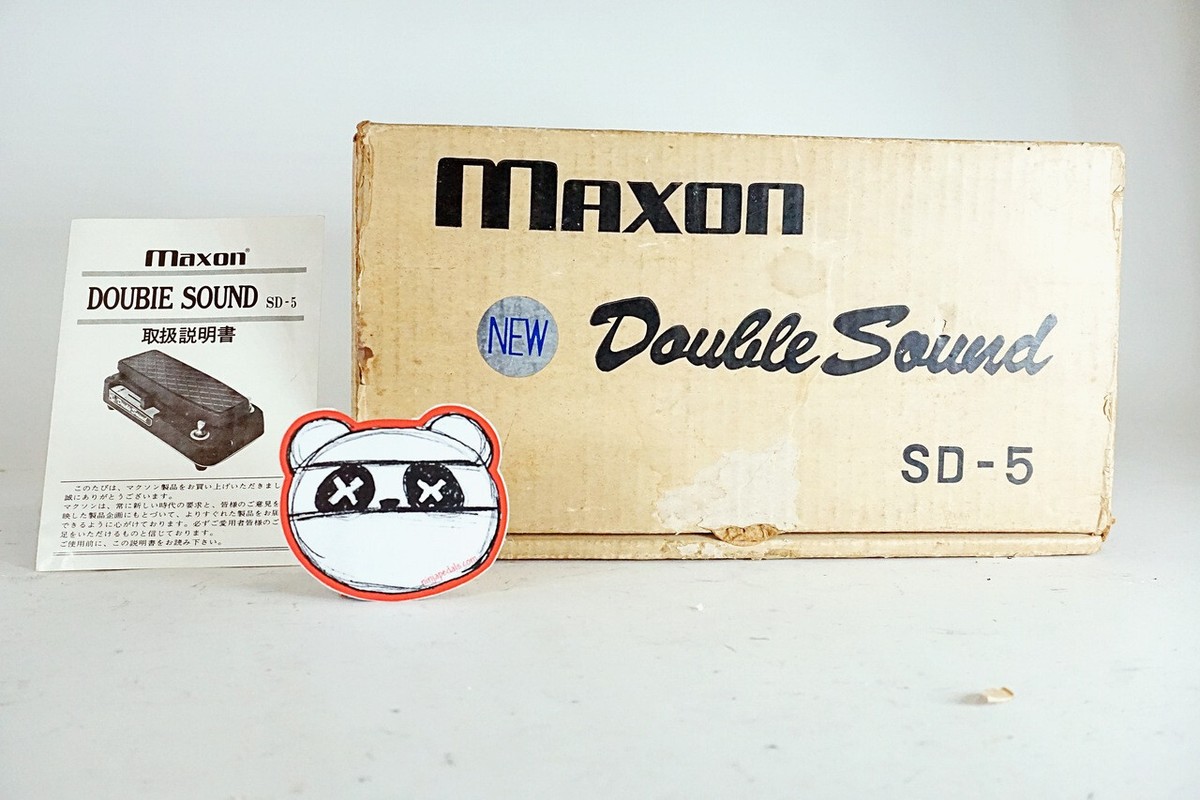 maxon
DOUBIE SOUND SD-5
取扱説明書
Double Sound
このたびは、マクソン製品をお買い上げいただきまし
誠にありがとうございます。
マクソンは、常に新しい時代の要求と、皆様のご意見を
映した製品企画にもとづいて、よりすぐれた製品をお届
できるように心がけております。必ずご愛用者皆様のご
足をいただけるものと信じております。
ご使用前に、この説明書をお読み下さい。
maxon
NEW Double Sound
SD-5